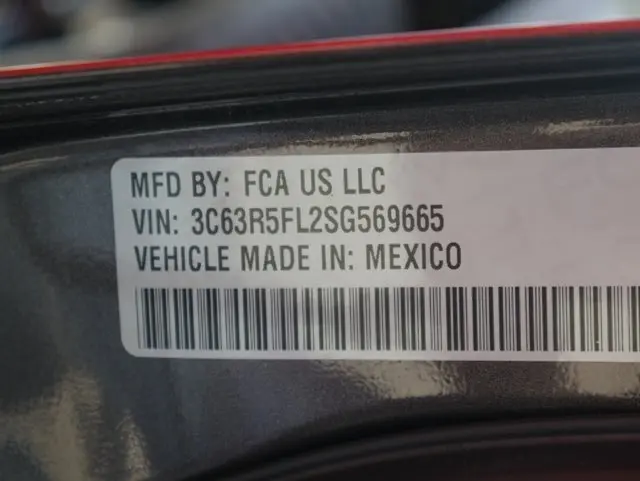 MFD BY: FCA US LLC
VIN: 3C63R5FL2SG569665
VEHICLE MADE IN: MEXICO